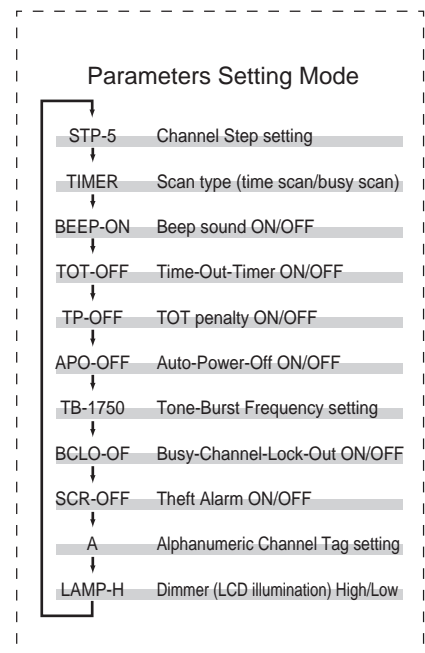 Parameters Setting Mode
STP-5 Channel Step setting
TIMER Scan type (time scan/busy scan)
BEEP-ON Beep sound ON/OFF
TOT-OFF Time-Out-Timer ON/OFF
TP-OFF TOT penalty ON/OFF
APO-OFF Auto-Power-Off ON/OFF
TB-1750 Tone-Burst Frequency setting
BCLO-OF Busy-Channel-Lock-Out ON/OFF
SCR-OFF Theft Alarm ON/OFF
A Alphanumeric Channel Tag setting
LAMP-H Dimmer (LCD illumination) High/Low